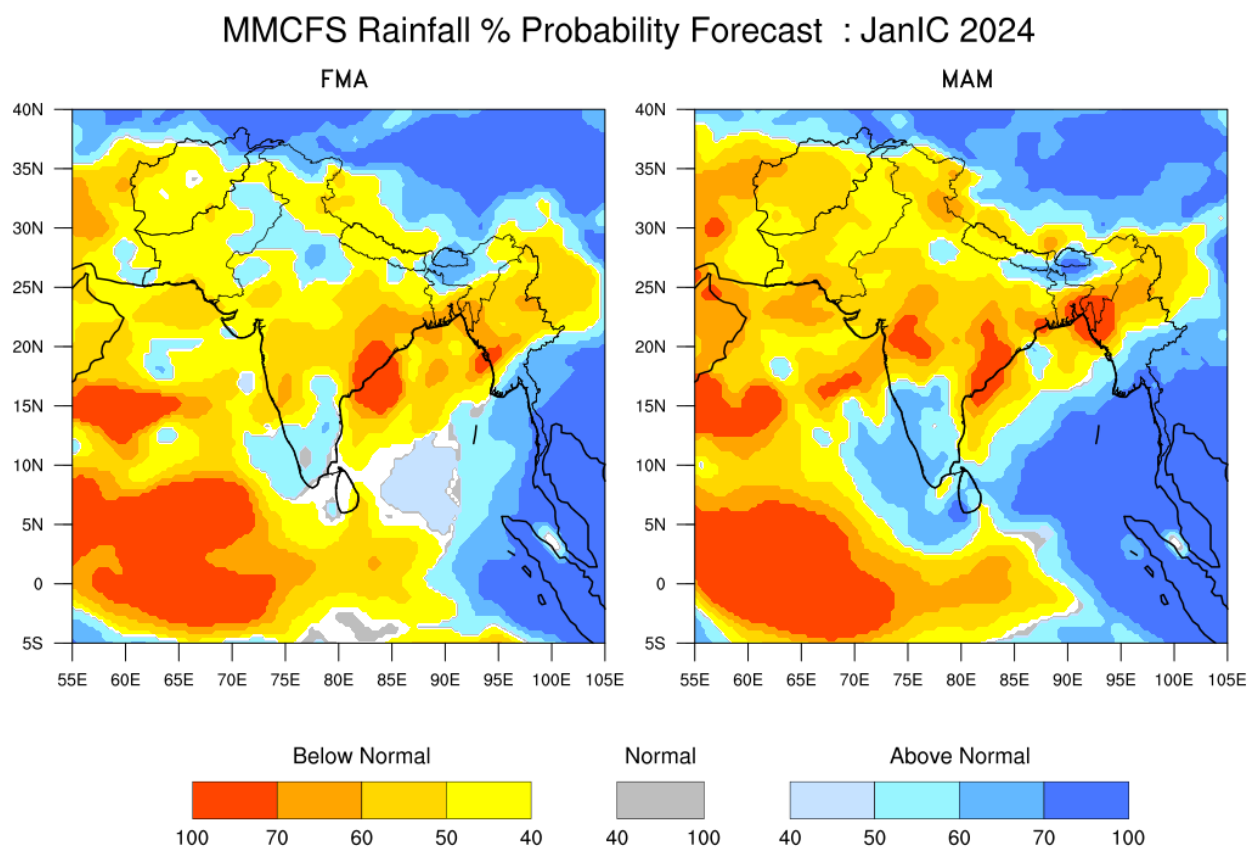 MMCFS Rainfall % Probability Forecast : JanIC 2024
FMA
MAM
40N
35N
30N
25N
20N
15N
10N
5N
0
5S
55E 60E 65E 70E 75E 80E 85E 90E 95E 100E 105E
40N
35N
30N
25N
20N
15N
10N
5N
0
5S
55E 60E 65E 70E 75E 80E 85E 90E 95E 100E 105E
Below Normal
100 70 60 50 40
Normal
40 100
Above Normal
40 50 60 70 100